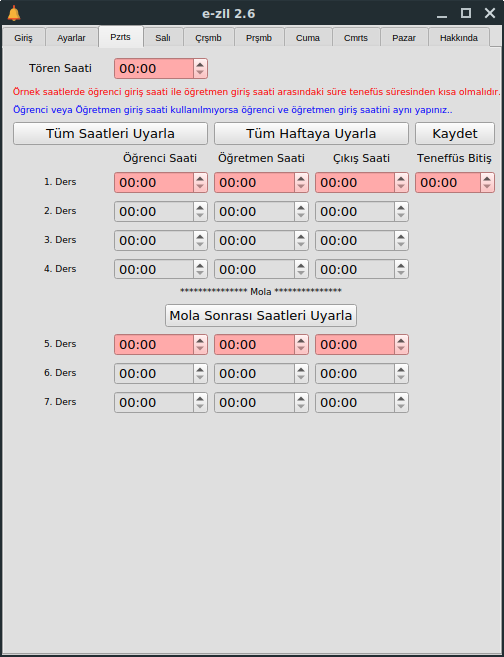 e-zil 2.6
Giriş Ayarlar Pzrts Salı Çrşmb Prşmb Cuma Cmrts Pazar Hakkında
Tören Saati 00:00
Örnek saatlerde öğrenci giriş saati ile öğretmen giriş saati arasındaki süre tenefüs süresinden kısa olmalıdır.
Öğrenci veya Öğretmen giriş saati kullanılmıyorsa öğrenci ve öğretmen giriş saatini aynı yapınız..
Tüm Saatleri Uyarla Tüm Haftaya Uyarla Kaydet
Öğrenci Saati Öğretmen Saati Çıkış Saati Teneffüs Bitiş
1. Ders 00:00 00:00 00:00 00:00
2. Ders 00:00 00:00 00:00
3. Ders 00:00 00:00 00:00
4. Ders 00:00 00:00 00:00
*************** Mola ***************
Mola Sonrası Saatleri Uyarla
5. Ders 00:00 00:00 00:00
6. Ders 00:00 00:00 00:00
7. Ders 00:00 00:00 00:00